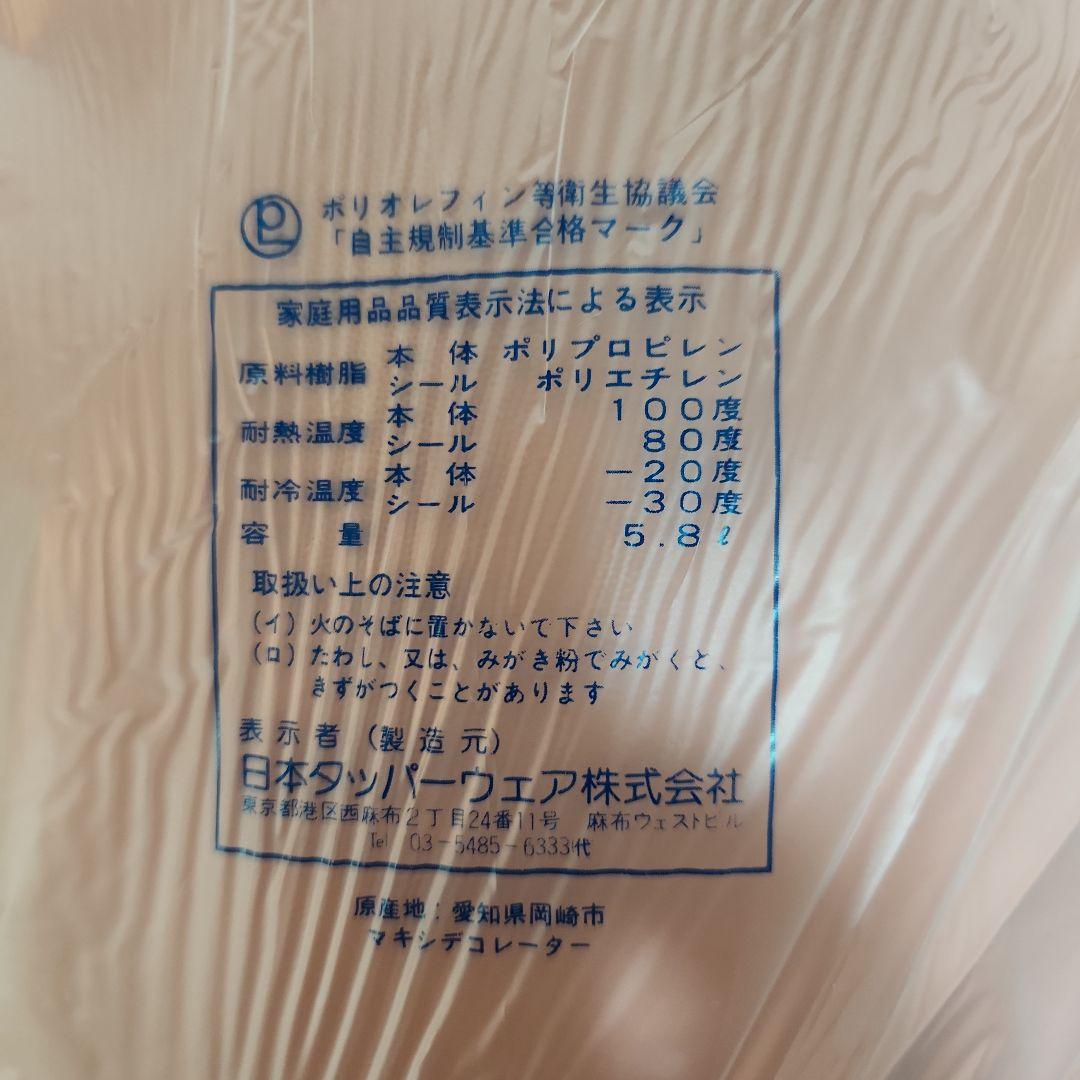 PL ポリオレフィン等衛生協議会
「自主規制基準合格マーク」
家庭用品品質表示法による表示
原料樹脂 本体 ポリプロピレン
シール ポリエチレン
耐熱温度 本体 100度
シール 80度
耐冷温度 本体 －20度
シール －30度
容量 5.8ℓ
取扱い上の注意
(イ) 火のそばに置かないで下さい
(ロ) たわし、又は、みがき粉でみがくと、
きずがつくことがあります
表示者 (製造元)
日本タッパーウェア株式会社
東京都港区西麻布2丁目24番11号 麻布ウェストビル
Tel 03－5485－6333代
原産地：愛知県岡崎市
マキシデコレーター